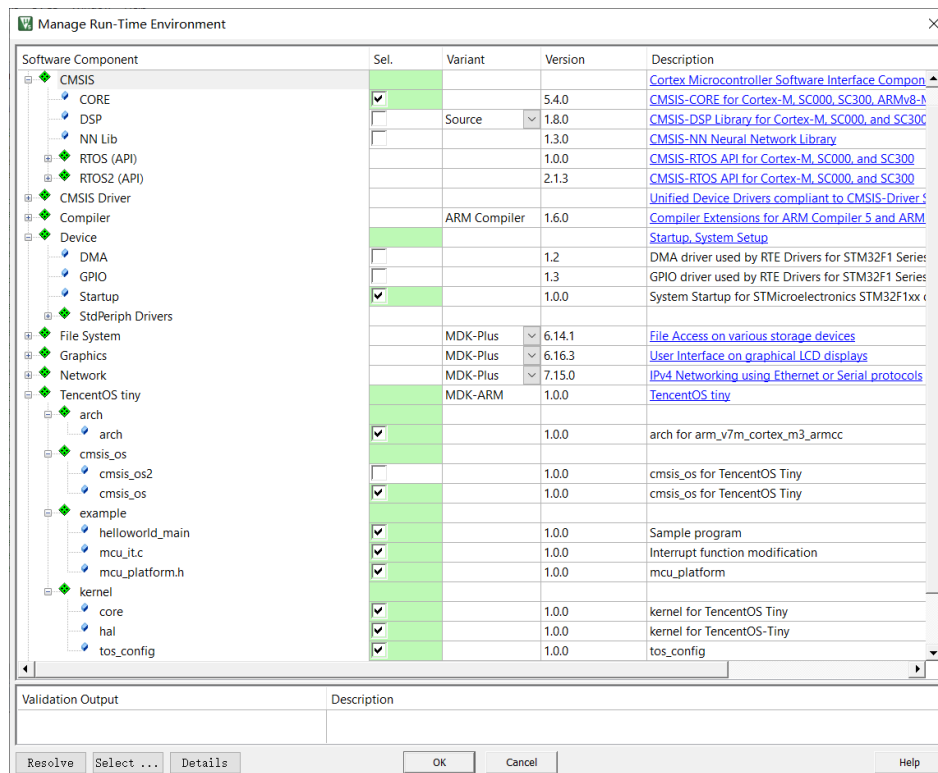 Manage Run-Time Environment
Software Component Sel. Variant Version Description
CMSIS Cortex Microcontroller Software Interface Compon
CORE 5.4.0 CMSIS-CORE for Cortex-M, SC000, SC300, ARMv8-M
DSP Source 1.8.0 CMSIS-DSP Library for Cortex-M, SC000, and SC300
NN Lib 1.3.0 CMSIS-NN Neural Network Library
RTOS (API) 1.0.0 CMSIS-RTOS API for Cortex-M, SC000, and SC300
RTOS2 (API) 2.1.3 CMSIS-RTOS API for Cortex-M, SC000, and SC300
CMSIS Driver Unified Device Drivers compliant to CMSIS-Driver S
Compiler ARM Compiler 1.6.0 Compiler Extensions for ARM Compiler 5 and ARM
Device Startup, System Setup
DMA 1.2 DMA driver used by RTE Drivers for STM32F1 Series
GPIO 1.3 GPIO driver used by RTE Drivers for STM32F1 Series
Startup 1.0.0 System Startup for STMicroelectronics STM32F1xx
StdPeriph Drivers
File System MDK-Plus 6.14.1 File Access on various storage devices
Graphics MDK-Plus 6.16.3 User Interface on graphical LCD displays
Network MDK-Plus 7.15.0 IPv4 Networking using Ethernet or Serial protocols
TencentOS tiny MDK-ARM 1.0.0 TencentOS tiny
arch
arch 1.0.0 arch for arm_v7m_cortex_m3_armcc
cmsis_os
cmsis_os2 1.0.0 cmsis_os for TencentOS Tiny
cmsis_os 1.0.0 cmsis_os for TencentOS Tiny
example
helloworld_main 1.0.0 Sample program
mcu_it.c 1.0.0 Interrupt function modification
mcu_platform.h 1.0.0 mcu_platform
kernel
core 1.0.0 kernel for TencentOS Tiny
hal 1.0.0 kernel for TencentOS-Tiny
tos_config 1.0.0 tos_config
Validation Output Description
Resolve Select ... Details OK Cancel Help